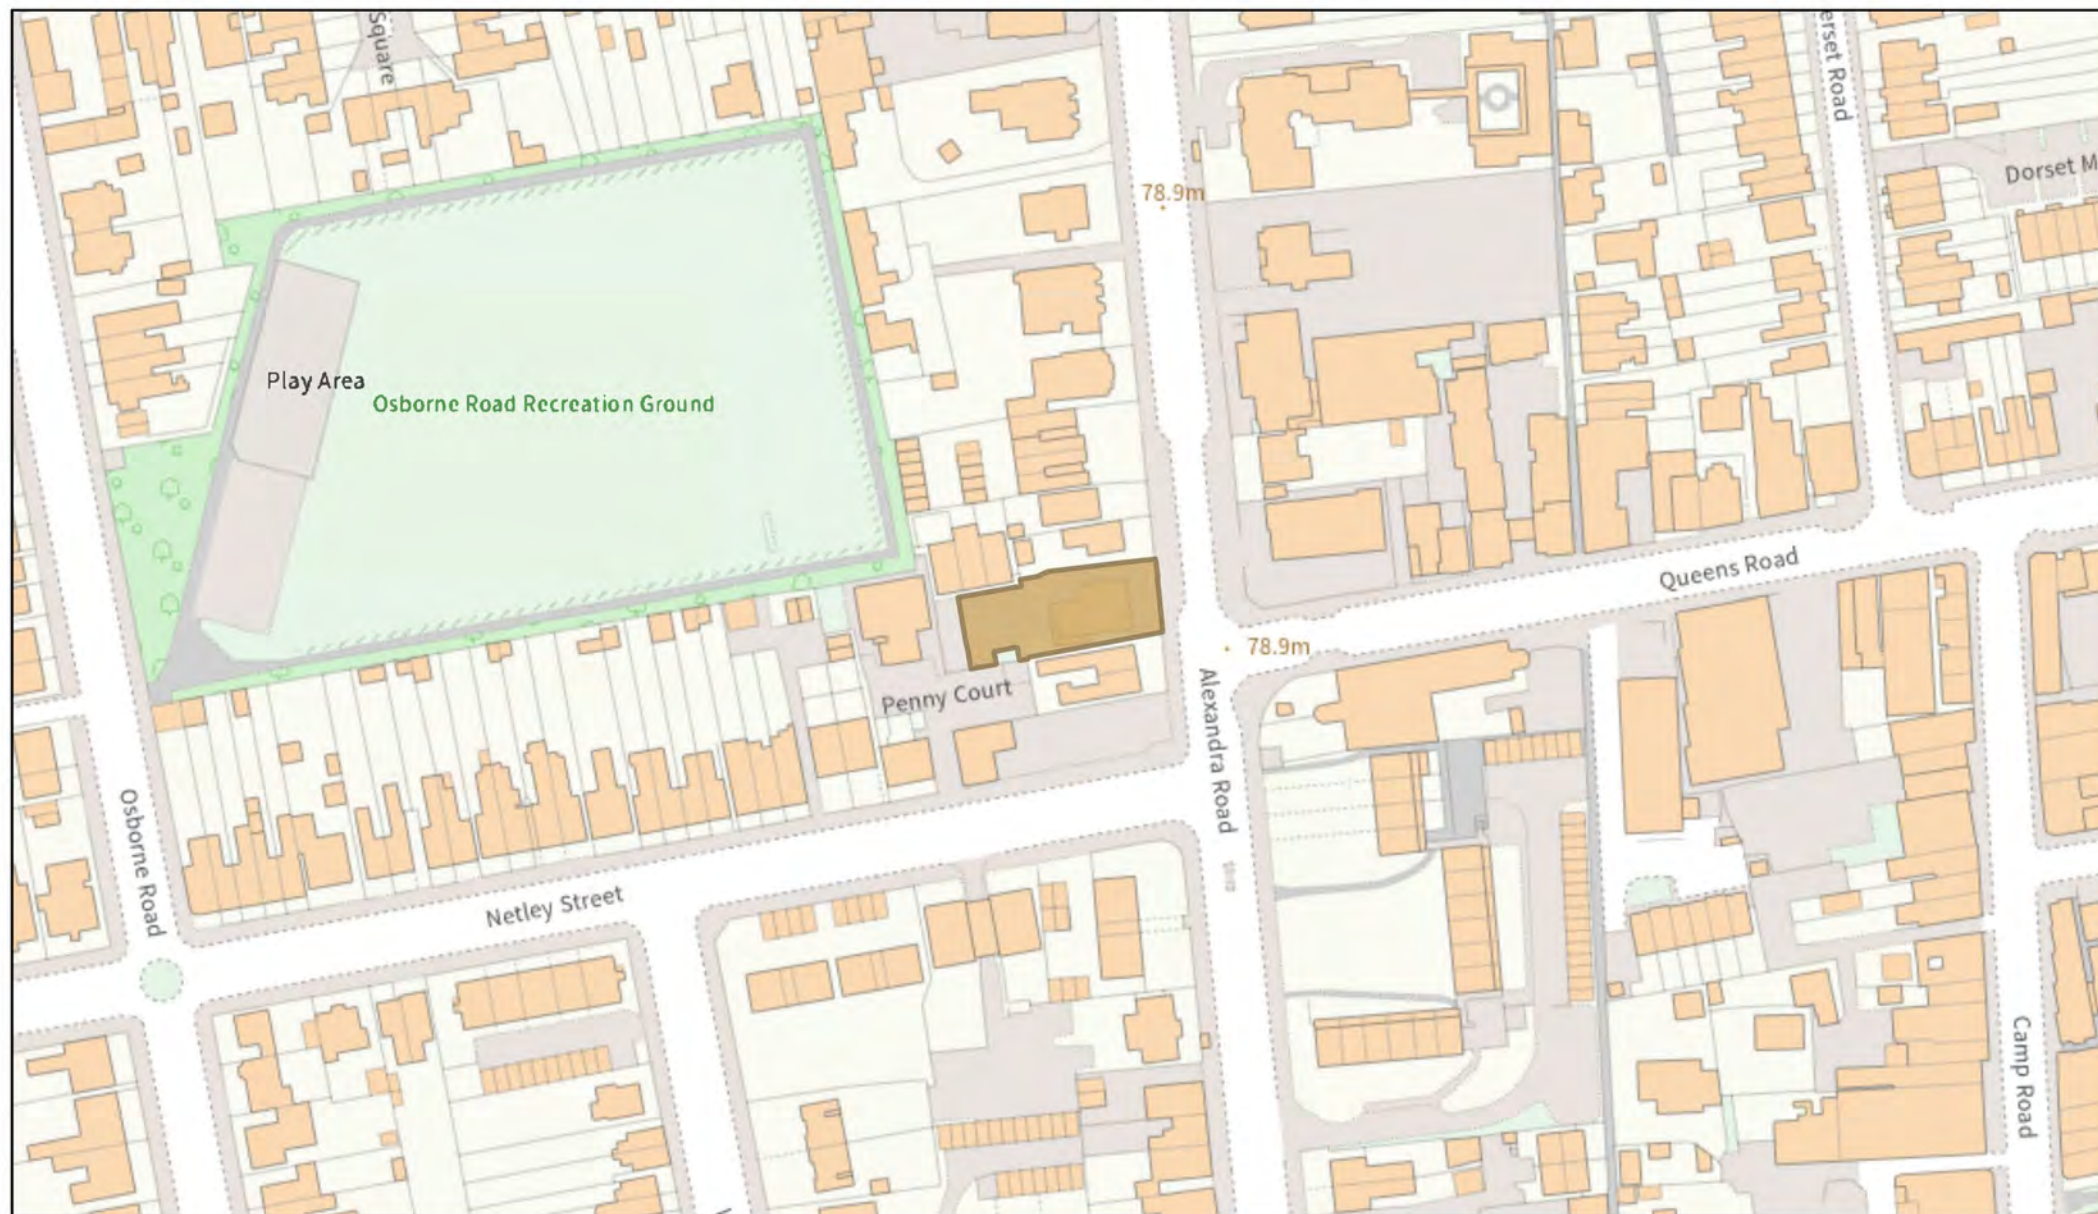 Square
erset Road
Dorset M
78.9m
Play Area
Osborne Road Recreation Ground
Queens Road
78.9m
Penny Court
Alexandra Road
Osborne Road
Netley Street
Camp Road